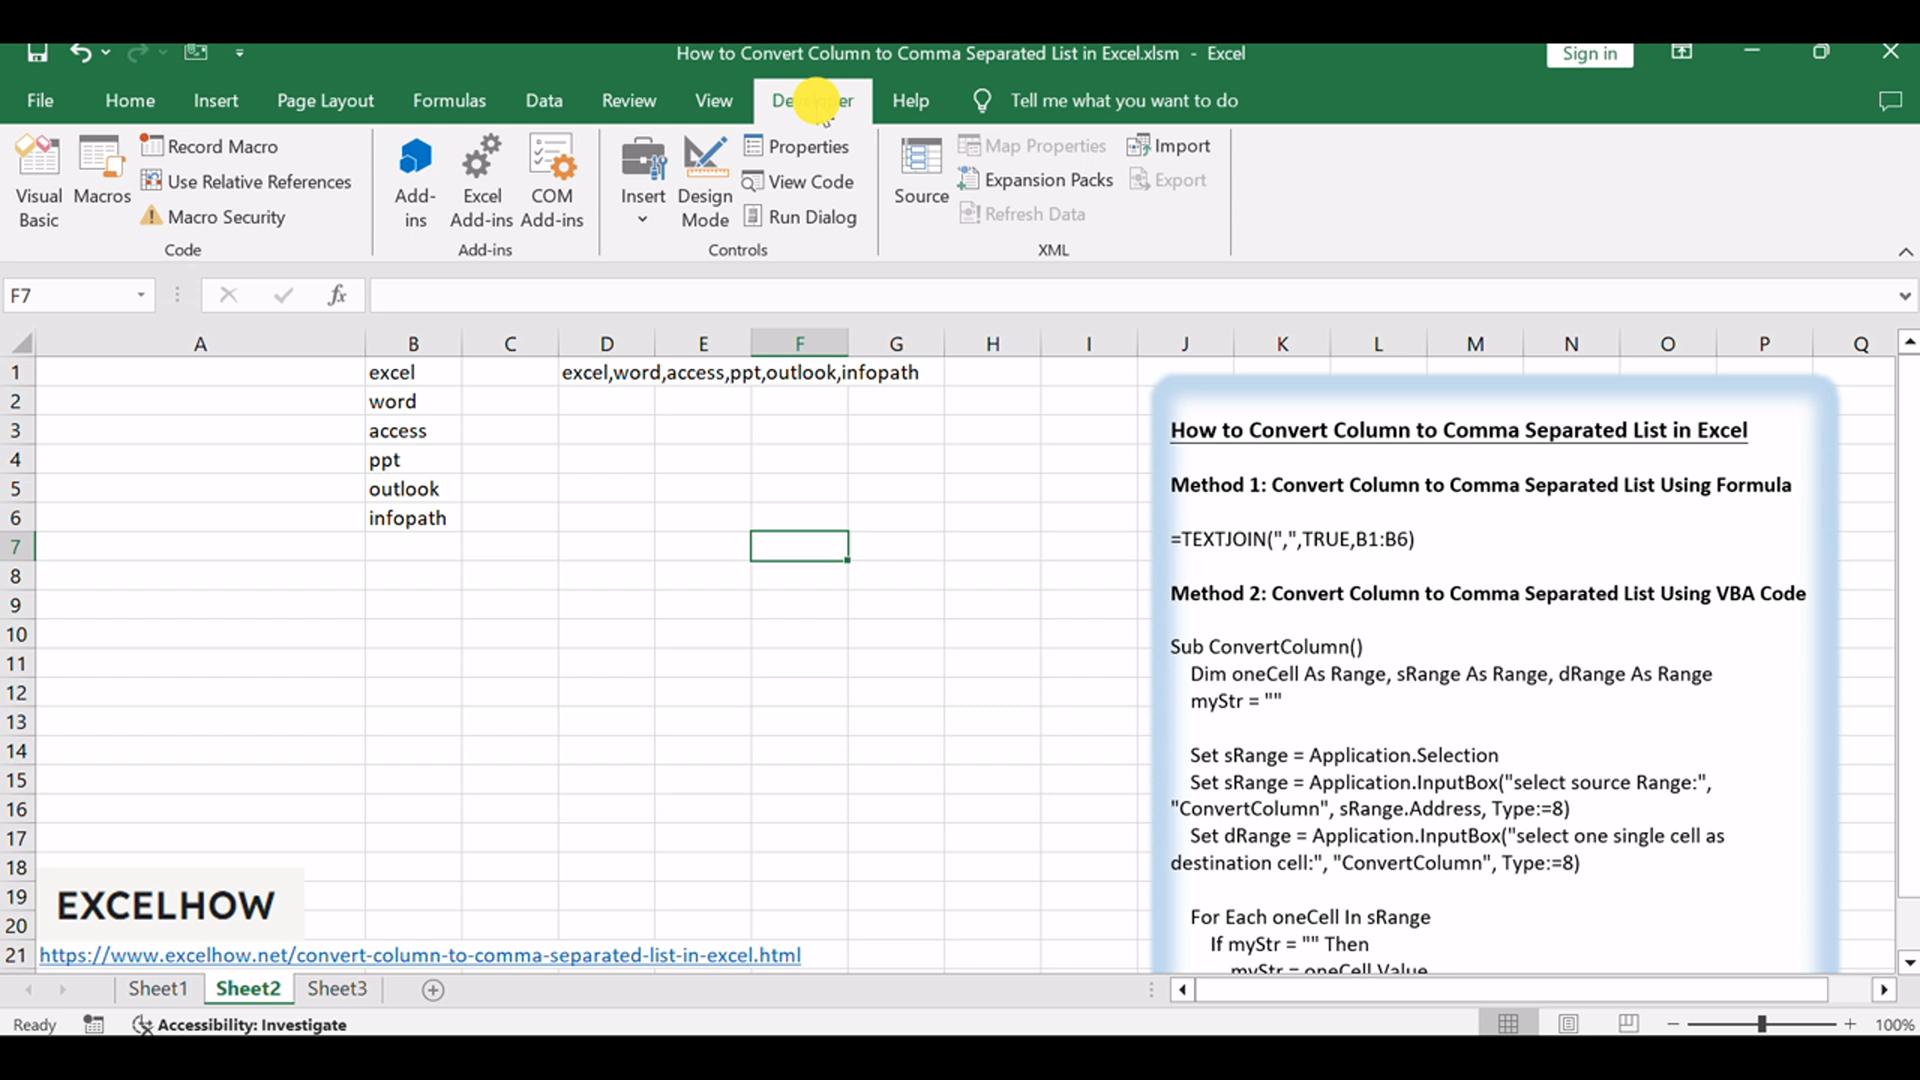 How to Convert Column to Comma Separated List in Excel.xlsm - Excel
Sign in
File Home Insert Page Layout Formulas Data Review View Developer Help Tell me what you want to do
Visual Basic
Macros
Record Macro
Use Relative References
Macro Security
Code
Add-ins
Excel Add-ins
COM Add-ins
Add-ins
Insert
Design Mode
Properties
View Code
Run Dialog
Controls
Source
Map Properties
Expansion Packs
Refresh Data
Import
Export
XML
F7
fx
A B C D E F G H I J K L M N O P Q
1 excel excel,word,access,ppt,outlook,infopath
2 word
3 access
4 ppt
5 outlook
6 infopath
7
8
9
10
11
12
13
14
15
16
17
18
19
20
21 https://www.excelhow.net/convert-column-to-comma-separated-list-in-excel.html
EXCELHOW
How to Convert Column to Comma Separated List in Excel
Method 1: Convert Column to Comma Separated List Using Formula
=TEXTJOIN(",",TRUE,B1:B6)
Method 2: Convert Column to Comma Separated List Using VBA Code
Sub ConvertColumn()
Dim oneCell As Range, sRange As Range, dRange As Range
myStr = ""
Set sRange = Application.Selection
Set sRange = Application.InputBox("select source Range:",
"ConvertColumn", sRange.Address, Type:=8)
Set dRange = Application.InputBox("select one single cell as
destination cell:", "ConvertColumn", Type:=8)
For Each oneCell In sRange
If myStr = "" Then
myStr = oneCell.Value
Sheet1 Sheet2 Sheet3
Ready Accessibility: Investigate
100%